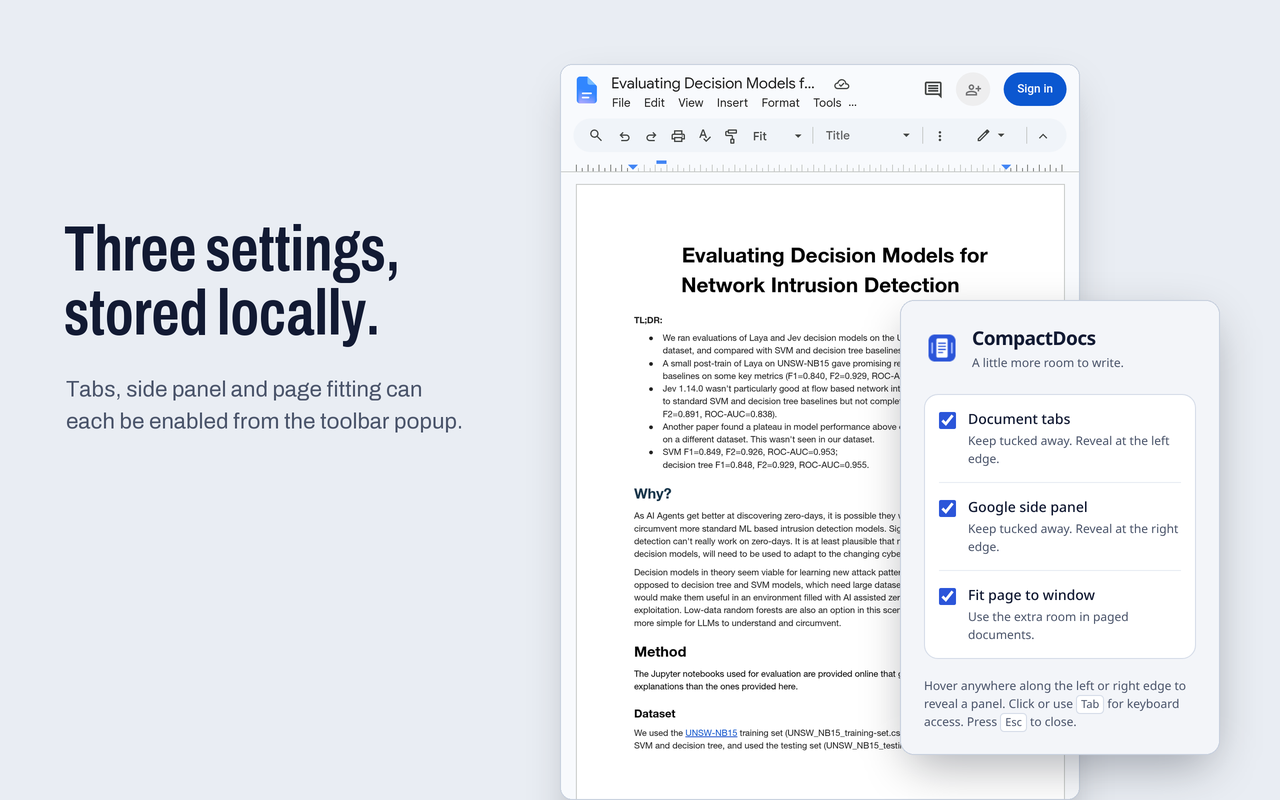 Three settings,
stored locally.
Tabs, side panel and page fitting can
each be enabled from the toolbar popup.
Evaluating Decision Models f...
File Edit View Insert Format Tools ...
Sign in
Fit
Title
Evaluating Decision Models for
Network Intrusion Detection
TL;DR:
● We ran evaluations of Laya and Jev decision models on the
dataset, and compared with SVM and decision tree baselines
● A small post-train of Laya on UNSW-NB15 gave promising
baselines on some key metrics (F1=0.840, F2=0.929,
● Jev 1.14.0 wasn't particularly good at flow based network
to standard SVM and decision tree baselines but not
F2=0.891, ROC-AUC=0.838).
● Another paper found a plateau in model performance above
on a different dataset. This wasn't seen in our dataset.
● SVM F1=0.849, F2=0.926, ROC-AUC=0.953;
decision tree F1=0.848, F2=0.929, ROC-AUC=0.955.
Why?
As AI Agents get better at discovering zero-days, it is possible they
circumvent more standard ML based intrusion detection models.
detection can't really work on zero-days. It is at least plausible that
decision models, will need to be used to adapt to the changing
Decision models in theory seem viable for learning new attack
opposed to decision tree and SVM models, which need large
would make them useful in an environment filled with AI assisted
exploitation. Low-data random forests are also an option in this
more simple for LLMs to understand and circumvent.
Method
The Jupyter notebooks used for evaluation are provided online that
explanations than the ones provided here.
Dataset
We used the UNSW-NB15 training set
SVM and decision tree, and used the testing set
CompactDocs
A little more room to write.
Document tabs
Keep tucked away. Reveal at the left
edge.
Google side panel
Keep tucked away. Reveal at the right
edge.
Fit page to window
Use the extra room in paged
documents.
Hover anywhere along the left or right edge to
reveal a panel. Click or use Tab for keyboard
access. Press Esc to close.